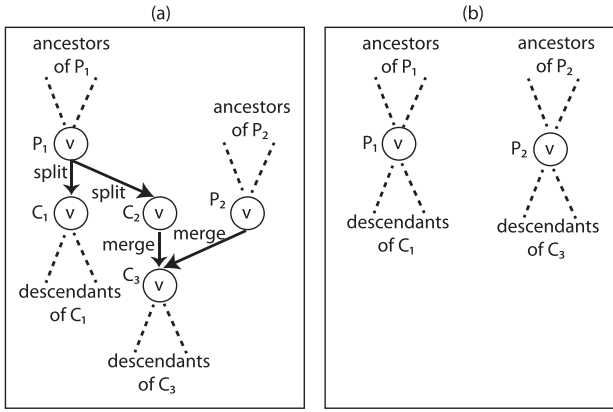 (a)
ancestors
of P₁
ancestors
of P₂
P₁ v
split
split
C₁ v
C₂ v
P₂ v
merge
merge
C₃ v
descendants
of C₁
descendants
of C₃
(b)
ancestors
of P₁
ancestors
of P₂
P₁ v
P₂ v
descendants
of C₁
descendants
of C₃